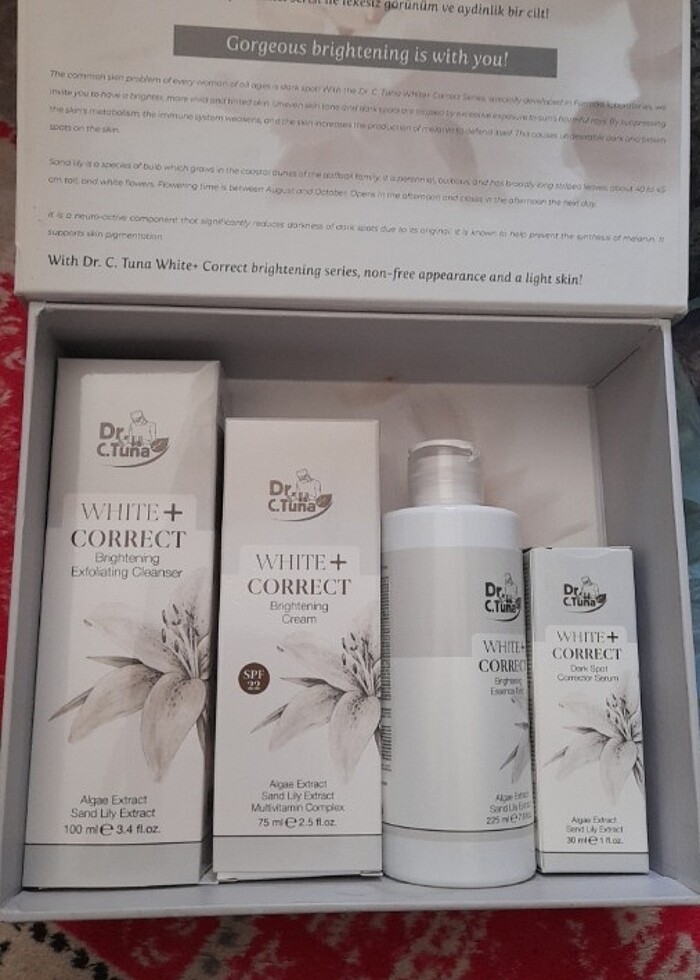 tekesiz görünüm ve aydinlik bir cilt!
Gorgeous brightening is with you!
The common skin problem of every woman of all ages is dark spot! With the Dr. C. Tuna White+ Correct Series, specially developed in Farmasi laboratories, we
invite you to have a brighter, more vivid and tinted skin. Uneven skin tone and dark spots are caused by excessive exposure to sun's harmful rays. By suppressing
the skin's metabolism, the immune system weakens, and the skin increases the production of melanin to defend itself. This causes undesirable dark and brown
spots on the skin.
Sand lily is a species of bulb which grows in the coastal dunes of the daffodil family. It is perennial, bulbous, and has broadly long striped leaves, about 40 to 45
cm tall, and white flowers. Flowering time is between August and October. Opens in the afternoon and closes in the afternoon the next day.
It is a neuro-active component that significantly reduces darkness of dark spots due to its original. It is known to help prevent the synthesis of melanin. It
supports skin pigmentation.
With Dr. C. Tuna White+ Correct brightening series, non-free appearance and a light skin!
Dr.
C.Tuna
WHITE+
CORRECT
Brightening
Exfoliating Cleanser
Algae Extract
Sand Lily Extract
100 ml e 3.4 fl.oz.
Dr.
C.Tuna
WHITE+
CORRECT
Brightening
Cream
SPF
22
Algae Extract
Sand Lily Extract
Multivitamin Complex
75 ml e 2.5 fl.oz.
Dr.
C.Tuna
WHITE+
CORRECT
Brightening
Essence
Algae
Sand Lily
225 ml e
Dr.
C.Tuna
WHITE+
CORRECT
Dark Spot
Corrector Serum
Algae Extract
Sand Lily Extract
30 ml e 1 fl.oz.